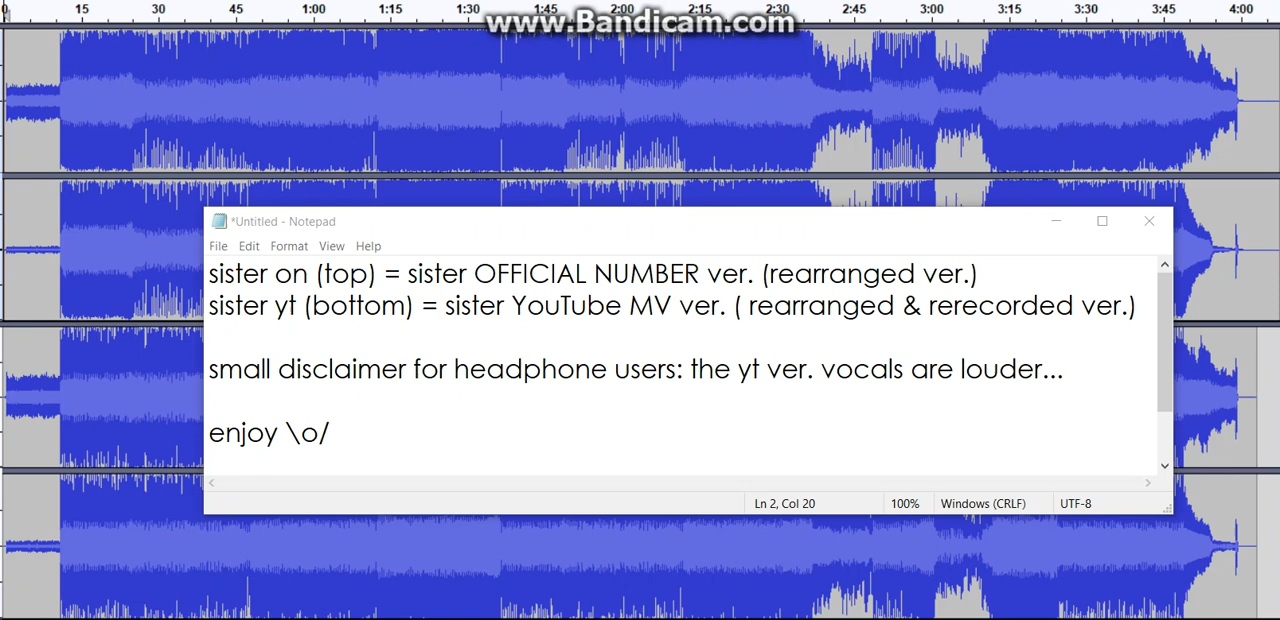 0 15 30 45 1:00 1:15 1:30 1:45 2:00 2:15 2:30 2:45 3:00 3:15 3:30 3:45 4:00
www.Bandicam.com
*Untitled - Notepad
File Edit Format View Help
sister on (top) = sister OFFICIAL NUMBER ver. (rearranged ver.)
sister yt (bottom) = sister YouTube MV ver. ( rearranged & rerecorded ver.)
small disclaimer for headphone users: the yt ver. vocals are louder...
enjoy \o/
Ln 2, Col 20 100% Windows (CRLF) UTF-8